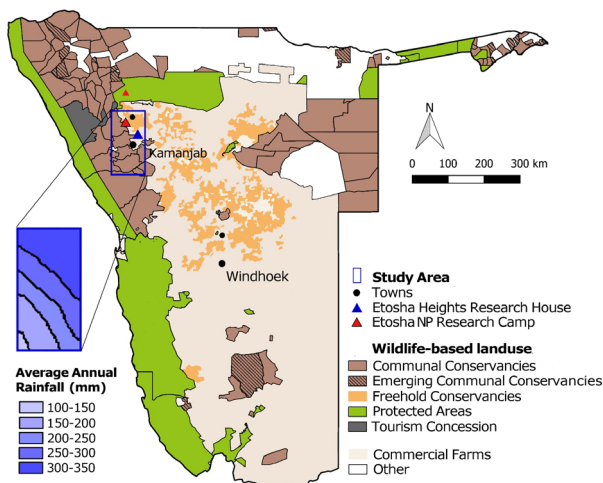 N
0 100 200 300 km
Kamanjab
Windhoek
Study Area
Towns
Etosha Heights Research House
Etosha NP Research Camp
Wildlife-based landuse
Communal Conservancies
Emerging Communal Conservancies
Freehold Conservancies
Protected Areas
Tourism Concession
Commercial Farms
Other
Average Annual
Rainfall (mm)
100-150
150-200
200-250
250-300
300-350